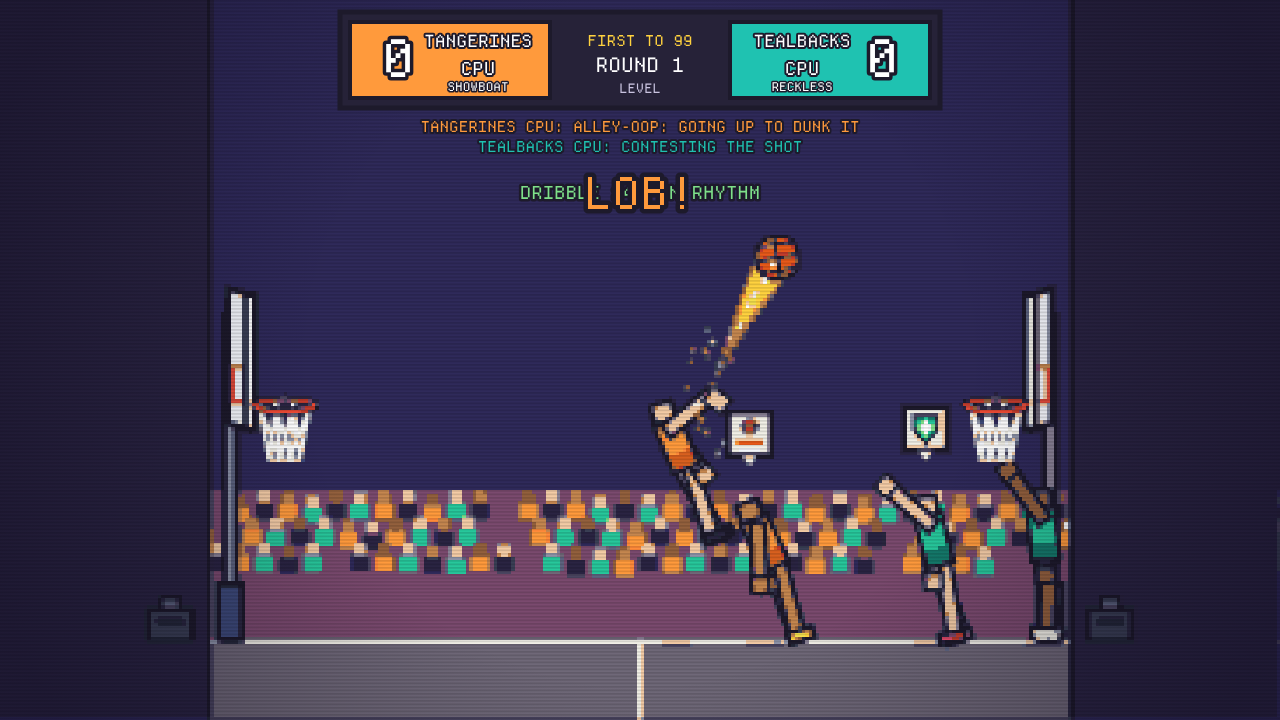 0 TANGERINES
CPU
SHOWBOAT
FIRST TO 99
ROUND 1
LEVEL
TEALBACKS 0
CPU
RECKLESS
TANGERINES CPU: ALLEY-OOP: GOING UP TO DUNK IT
TEALBACKS CPU: CONTESTING THE SHOT
LOB!
RHYTHM